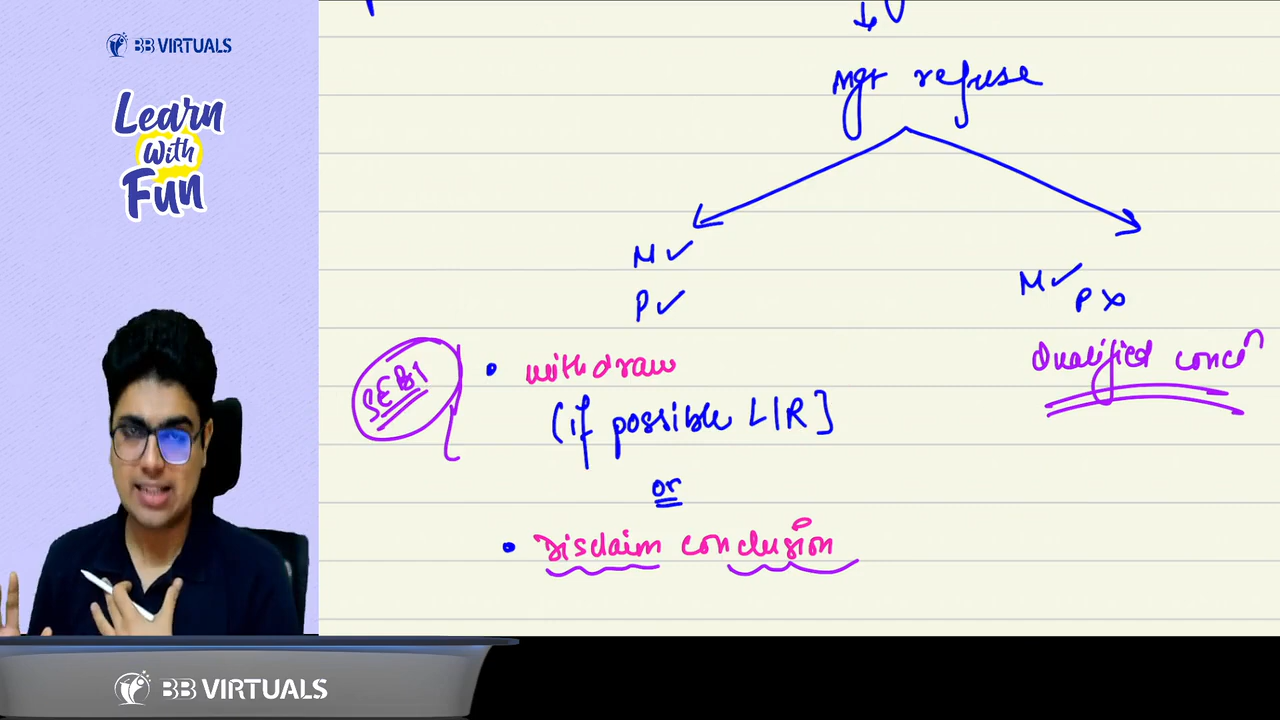 BB VIRTUALS
Learn
With
Fun
Mgt refuse
M ✓
P ✓
M ✓
P ×
Qualified concⁿ
SEBI
• withdraw
(if possible L/R]
or
• Disclaim conclusion
BB VIRTUALS